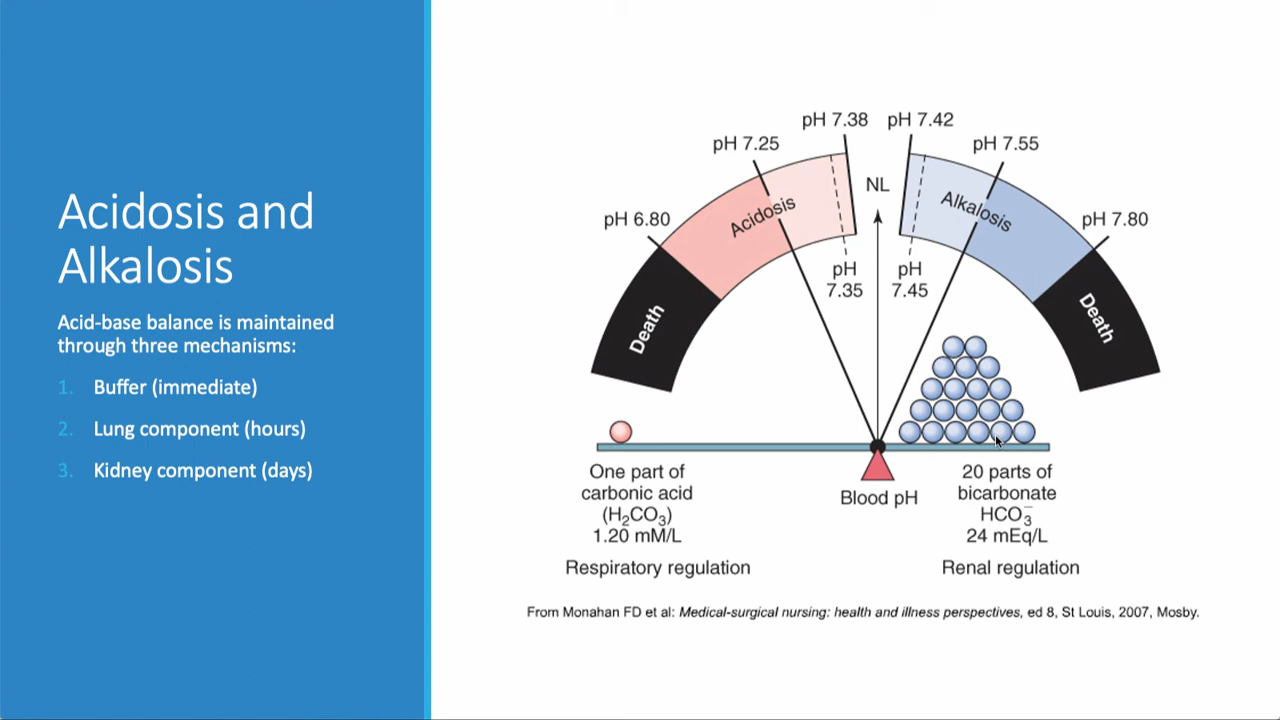 Acidosis and
Alkalosis
Acid-base balance is maintained
through three mechanisms:
1. Buffer (immediate)
2. Lung component (hours)
3. Kidney component (days)
pH 7.38
pH 7.42
pH 7.25
pH 7.55
NL
pH 6.80
Acidosis
Alkalosis
pH 7.80
pH
7.35
pH
7.45
Death
Death
One part of
carbonic acid
(H₂CO₃)
1.20 mM/L
Respiratory regulation
Blood pH
20 parts of
bicarbonate
HCO₃⁻
24 mEq/L
Renal regulation
From Monahan FD et al: Medical-surgical nursing: health and illness perspectives, ed 8, St Louis, 2007, Mosby.